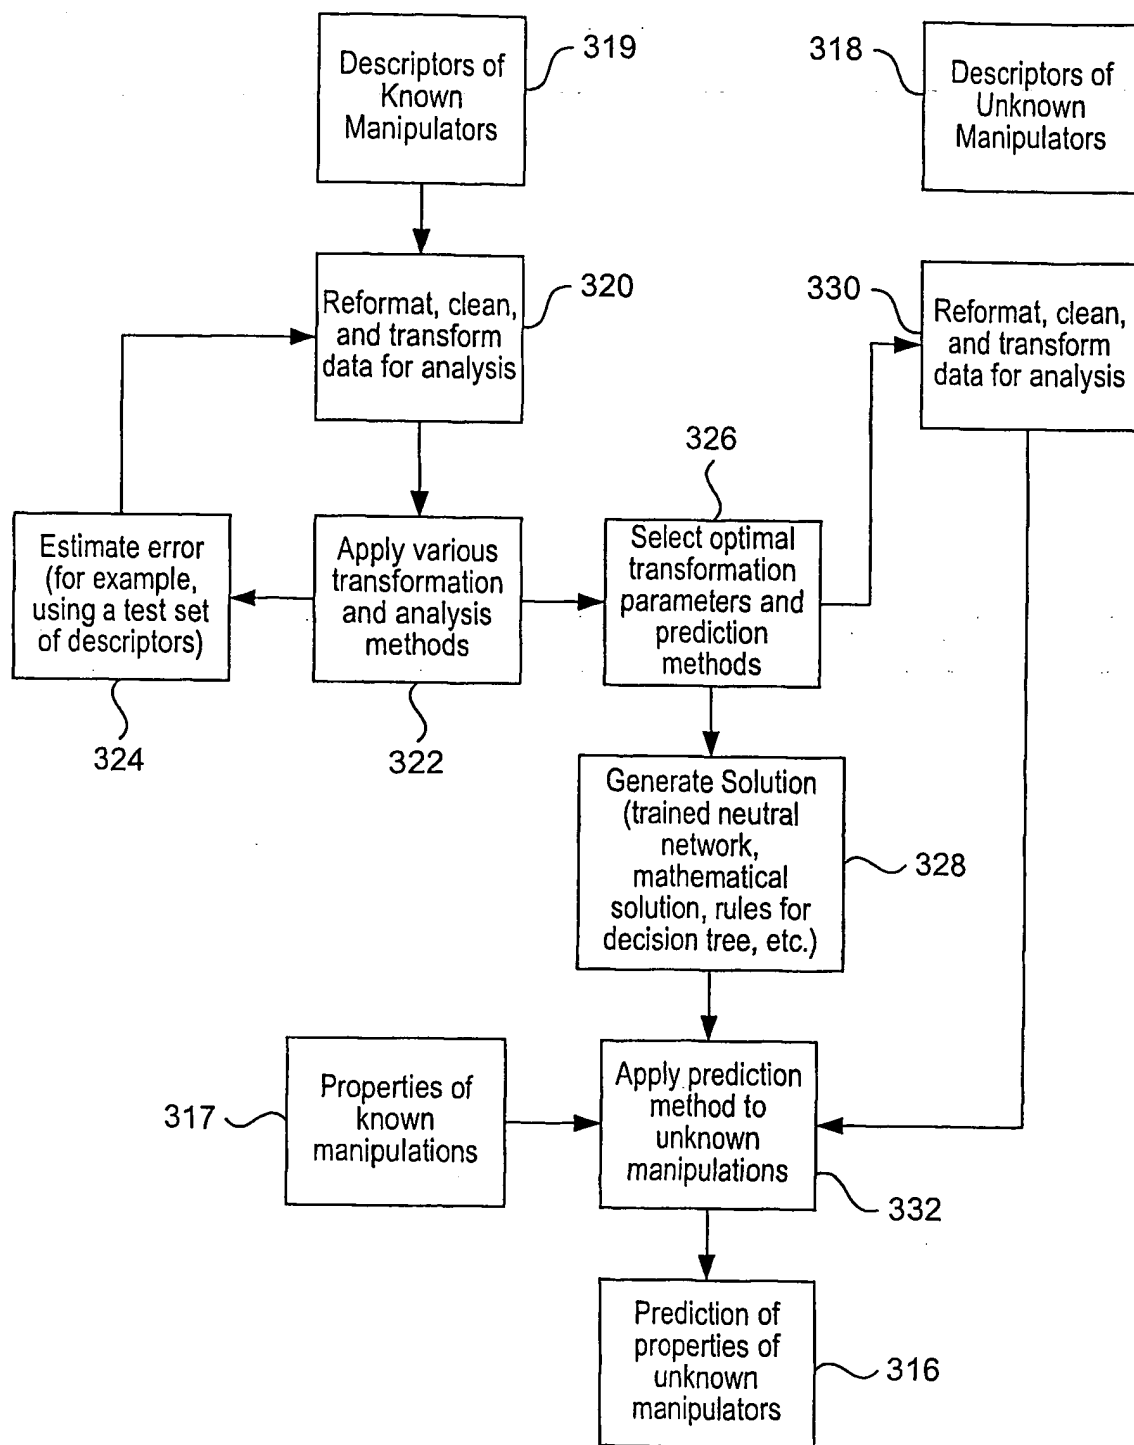 Descriptors of
Known
Manipulators
319
318
Descriptors of
Unknown
Manipulators
Reformat, clean,
and transform
data for analysis
320
330
Reformat, clean,
and transform
data for analysis
326
Estimate error
(for example,
using a test set
of descriptors)
324
Apply various
transformation
and analysis
methods
322
Select optimal
transformation
parameters and
prediction
methods
Generate Solution
(trained neutral
network,
mathematical
solution, rules for
decision tree, etc.)
328
317
Properties of
known
manipulations
Apply prediction
method to
unknown
manipulations
332
Prediction of
properties of
unknown
manipulators
316